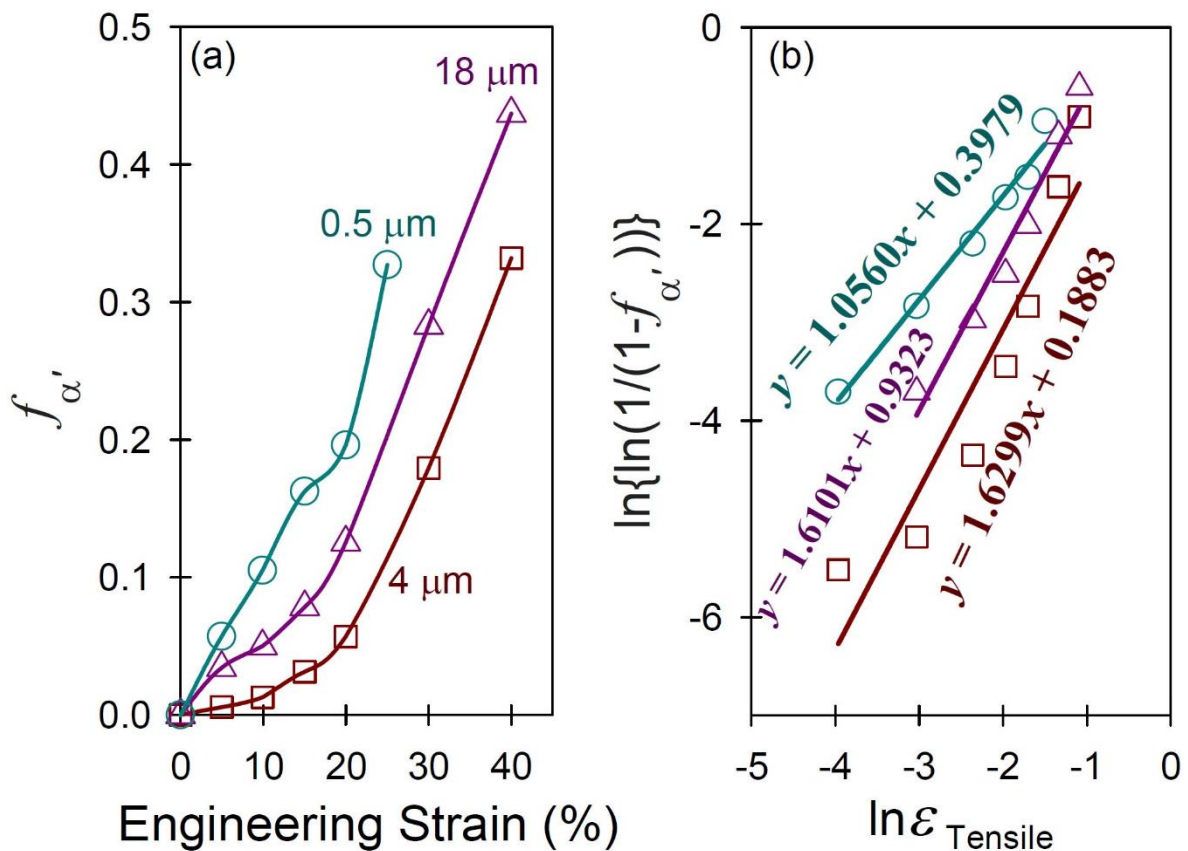 (a)
0.5
0.4
0.3
0.2
0.1
0.0
0 10 20 30 40
18 μm
0.5 μm
4 μm
f α'
Engineering Strain (%)
(b)
0
-2
-4
-6
-5 -4 -3 -2 -1 0
y = 1.0560x + 0.3979
y = 1.6101x + 0.9323
y = 1.6299x + 0.1883
ln{ln(1/(1-f α'))}
lnε Tensile